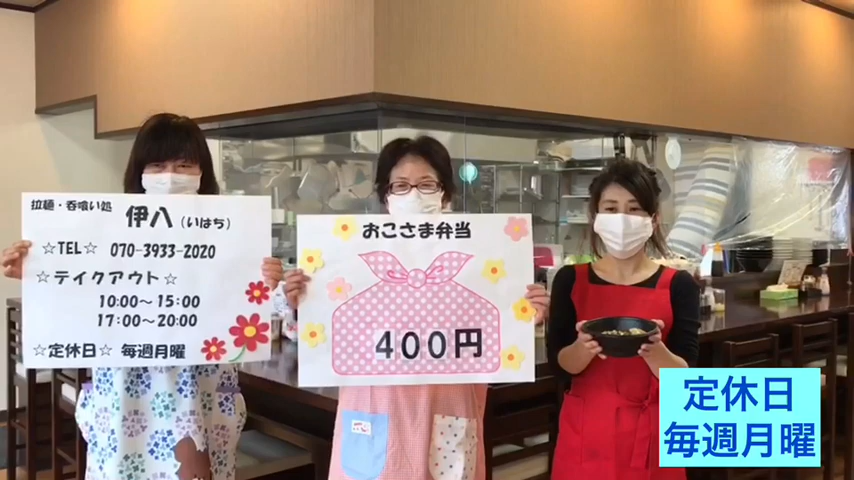 拉麺・呑喰い処 伊八(いはち)
☆TEL☆ 070-3933-2020
☆テイクアウト☆
10:00～15:00
17:00～20:00
☆定休日☆ 毎週月曜
おこさま弁当
400円
定休日
毎週月曜